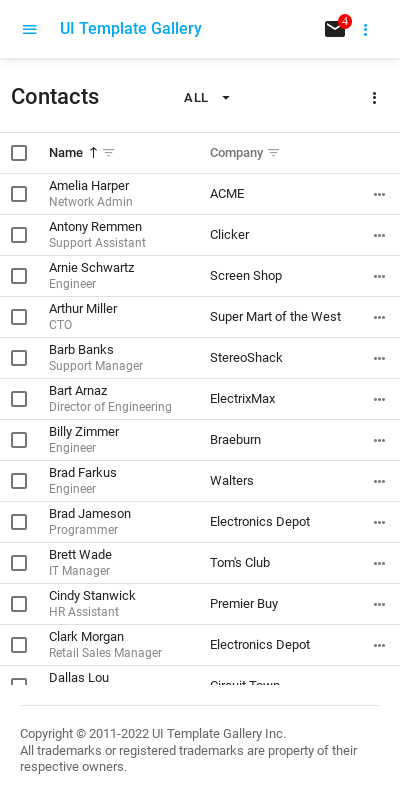 UI Template Gallery
4
Contacts
ALL
Name
Company
Amelia Harper
Network Admin
ACME
Antony Remmen
Support Assistant
Clicker
Arnie Schwartz
Engineer
Screen Shop
Arthur Miller
CTO
Super Mart of the West
Barb Banks
Support Manager
StereoShack
Bart Arnaz
Director of Engineering
ElectrixMax
Billy Zimmer
Engineer
Braeburn
Brad Farkus
Engineer
Walters
Brad Jameson
Programmer
Electronics Depot
Brett Wade
IT Manager
Tom's Club
Cindy Stanwick
HR Assistant
Premier Buy
Clark Morgan
Retail Sales Manager
Electronics Depot
Dallas Lou
Circuit Town
Copyright © 2011-2022 UI Template Gallery Inc.
All trademarks or registered trademarks are property of their
respective owners.